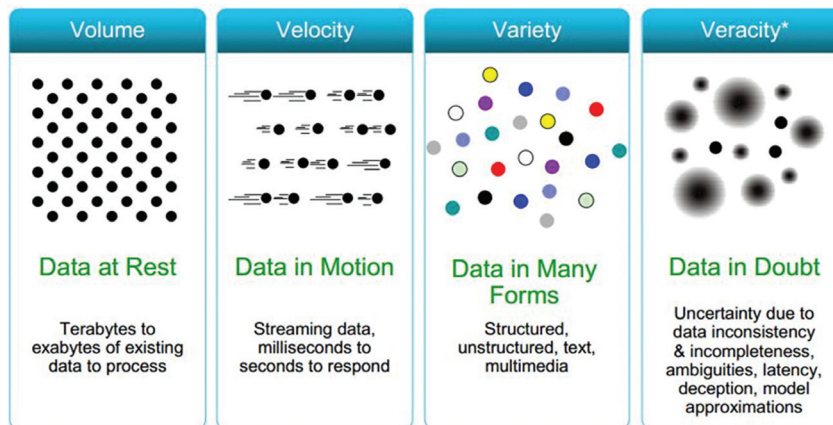 Volume
Data at Rest
Terabytes to
exabytes of existing
data to process
Velocity
Data in Motion
Streaming data,
milliseconds to
seconds to respond
Variety
Data in Many
Forms
Structured,
unstructured, text,
multimedia
Veracity*
Data in Doubt
Uncertainty due to
data inconsistency
& incompleteness,
ambiguities, latency,
deception, model
approximations